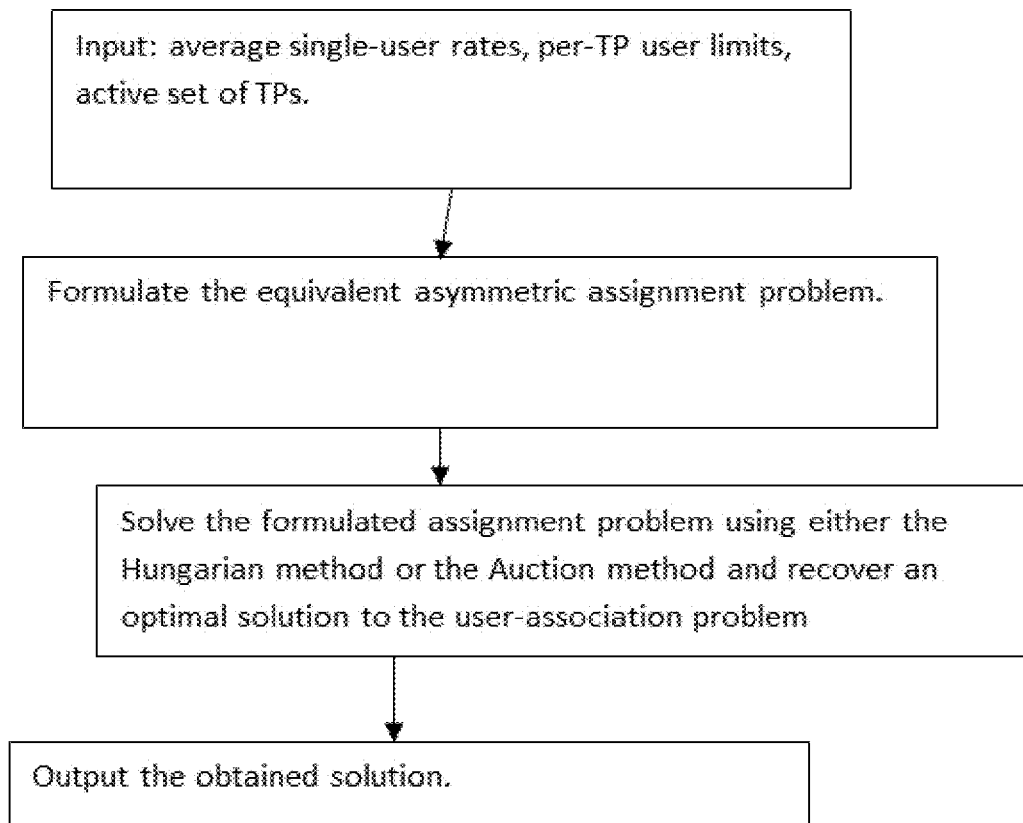 Input: average single-user rates, per-TP user limits,
active set of TPs.
Formulate the equivalent asymmetric assignment problem.
Solve the formulated assignment problem using either the
Hungarian method or the Auction method and recover an
optimal solution to the user-association problem
Output the obtained solution.